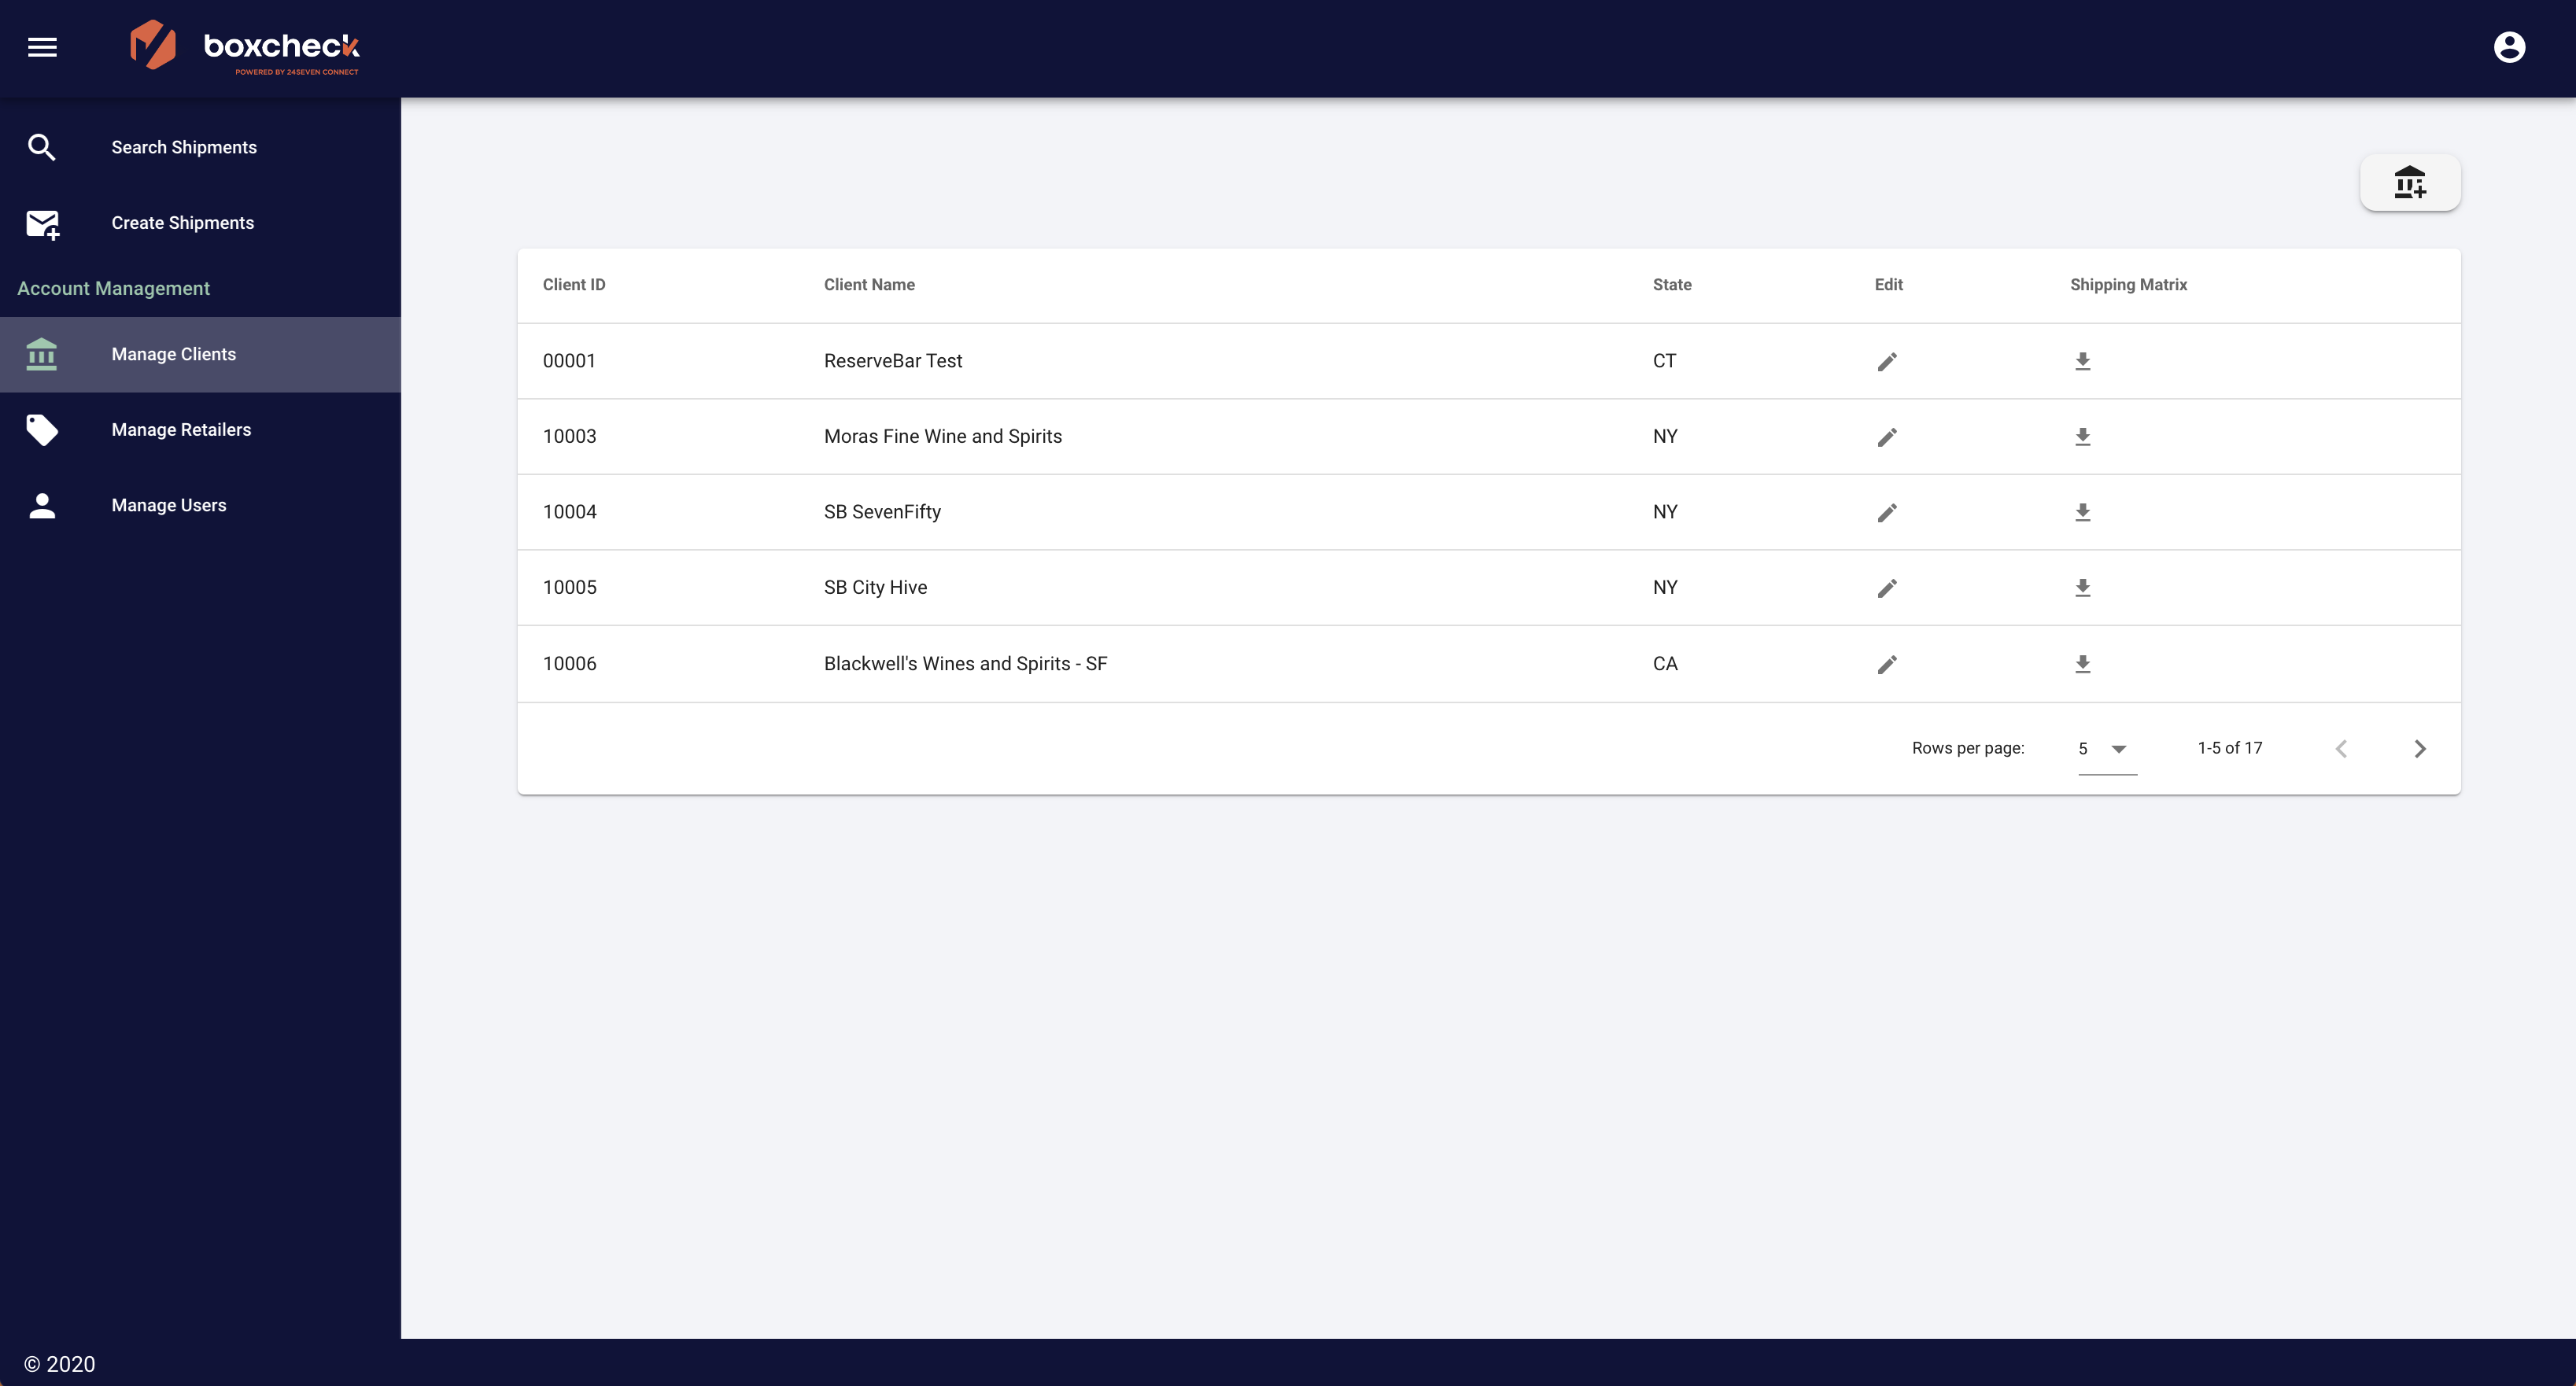 boxcheck
POWERED BY 24SEVEN CONNECT
Search Shipments
Create Shipments
Account Management
Manage Clients
Manage Retailers
Manage Users
Client ID Client Name State Edit Shipping Matrix
00001 ReserveBar Test CT
10003 Moras Fine Wine and Spirits NY
10004 SB SevenFifty NY
10005 SB City Hive NY
10006 Blackwell's Wines and Spirits - SF CA
Rows per page: 5 1-5 of 17
© 2020